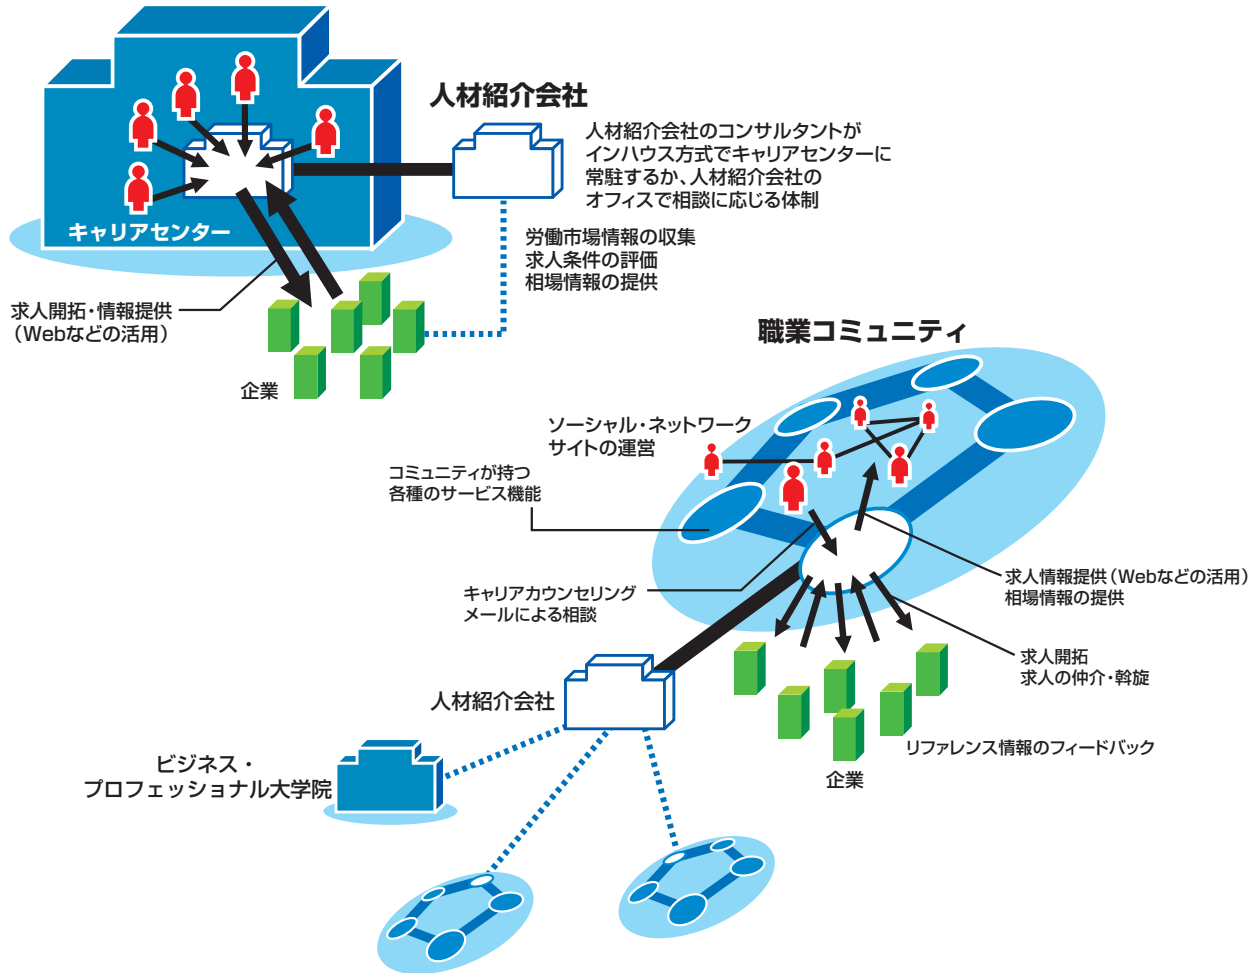 人材紹介会社
人材紹介会社のコンサルタントが
インハウス方式でキャリアセンターに
常駐するか、人材紹介会社の
オフィスで相談に応じる体制
キャリアセンター
労働市場情報の収集
求人条件の評価
相場情報の提供
求人開拓・情報提供
(Webなどの活用)
企業
職業コミュニティ
ソーシャル・ネットワーク
サイトの運営
コミュニティが持つ
各種のサービス機能
キャリアカウンセリング
メールによる相談
求人情報提供(Webなどの活用)
相場情報の提供
求人開拓
求人の仲介・斡旋
人材紹介会社
リファレンス情報のフィードバック
企業
ビジネス・
プロフェッショナル大学院